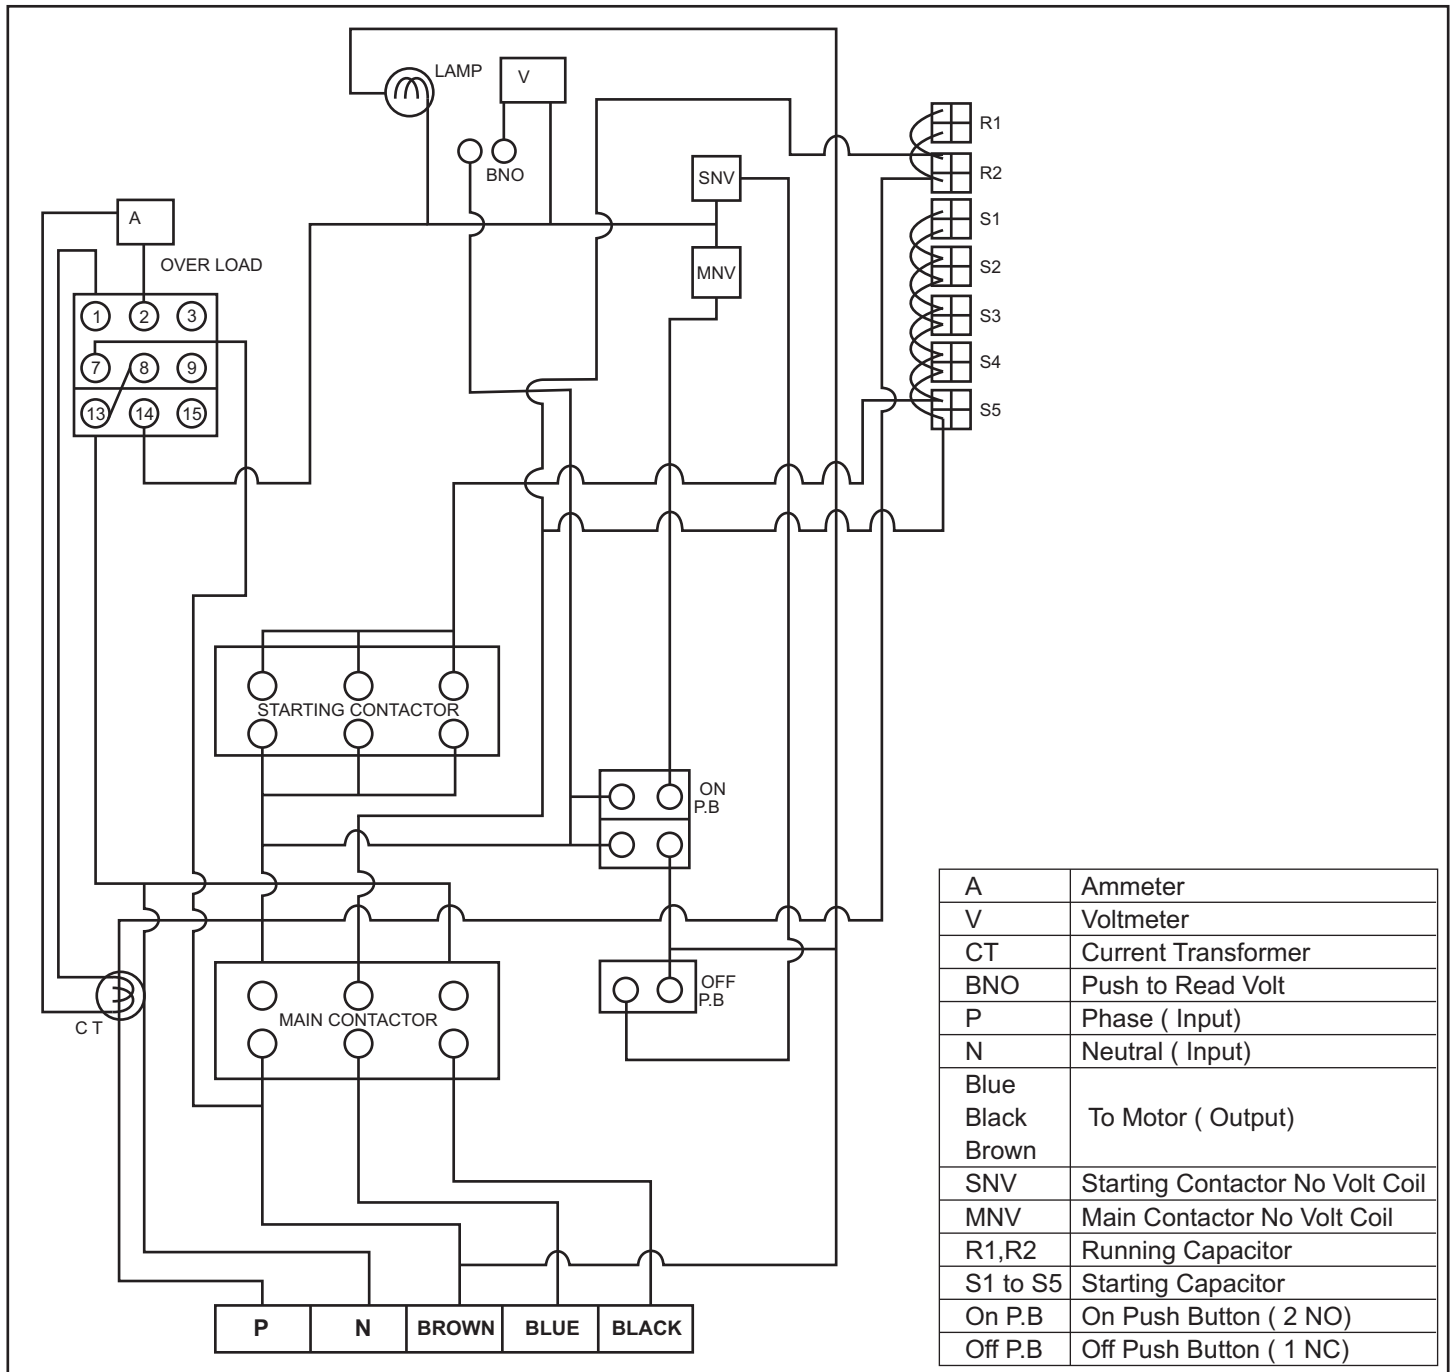 LAMP
V
BNO
R1
R2
SNV
S1
A
OVER LOAD
S2
MNV
1 2 3
S3
7 8 9
S4
13 14 15
S5
STARTING CONTACTOR
ON
P.B
OFF
P.B
MAIN CONTACTOR
C T
P N BROWN BLUE BLACK
A Ammeter
V Voltmeter
CT Current Transformer
BNO Push to Read Volt
P Phase ( Input)
N Neutral ( Input)
Blue
Black To Motor ( Output)
Brown
SNV Starting Contactor No Volt Coil
MNV Main Contactor No Volt Coil
R1,R2 Running Capacitor
S1 to S5 Starting Capacitor
On P.B On Push Button ( 2 NO)
Off P.B Off Push Button ( 1 NC)